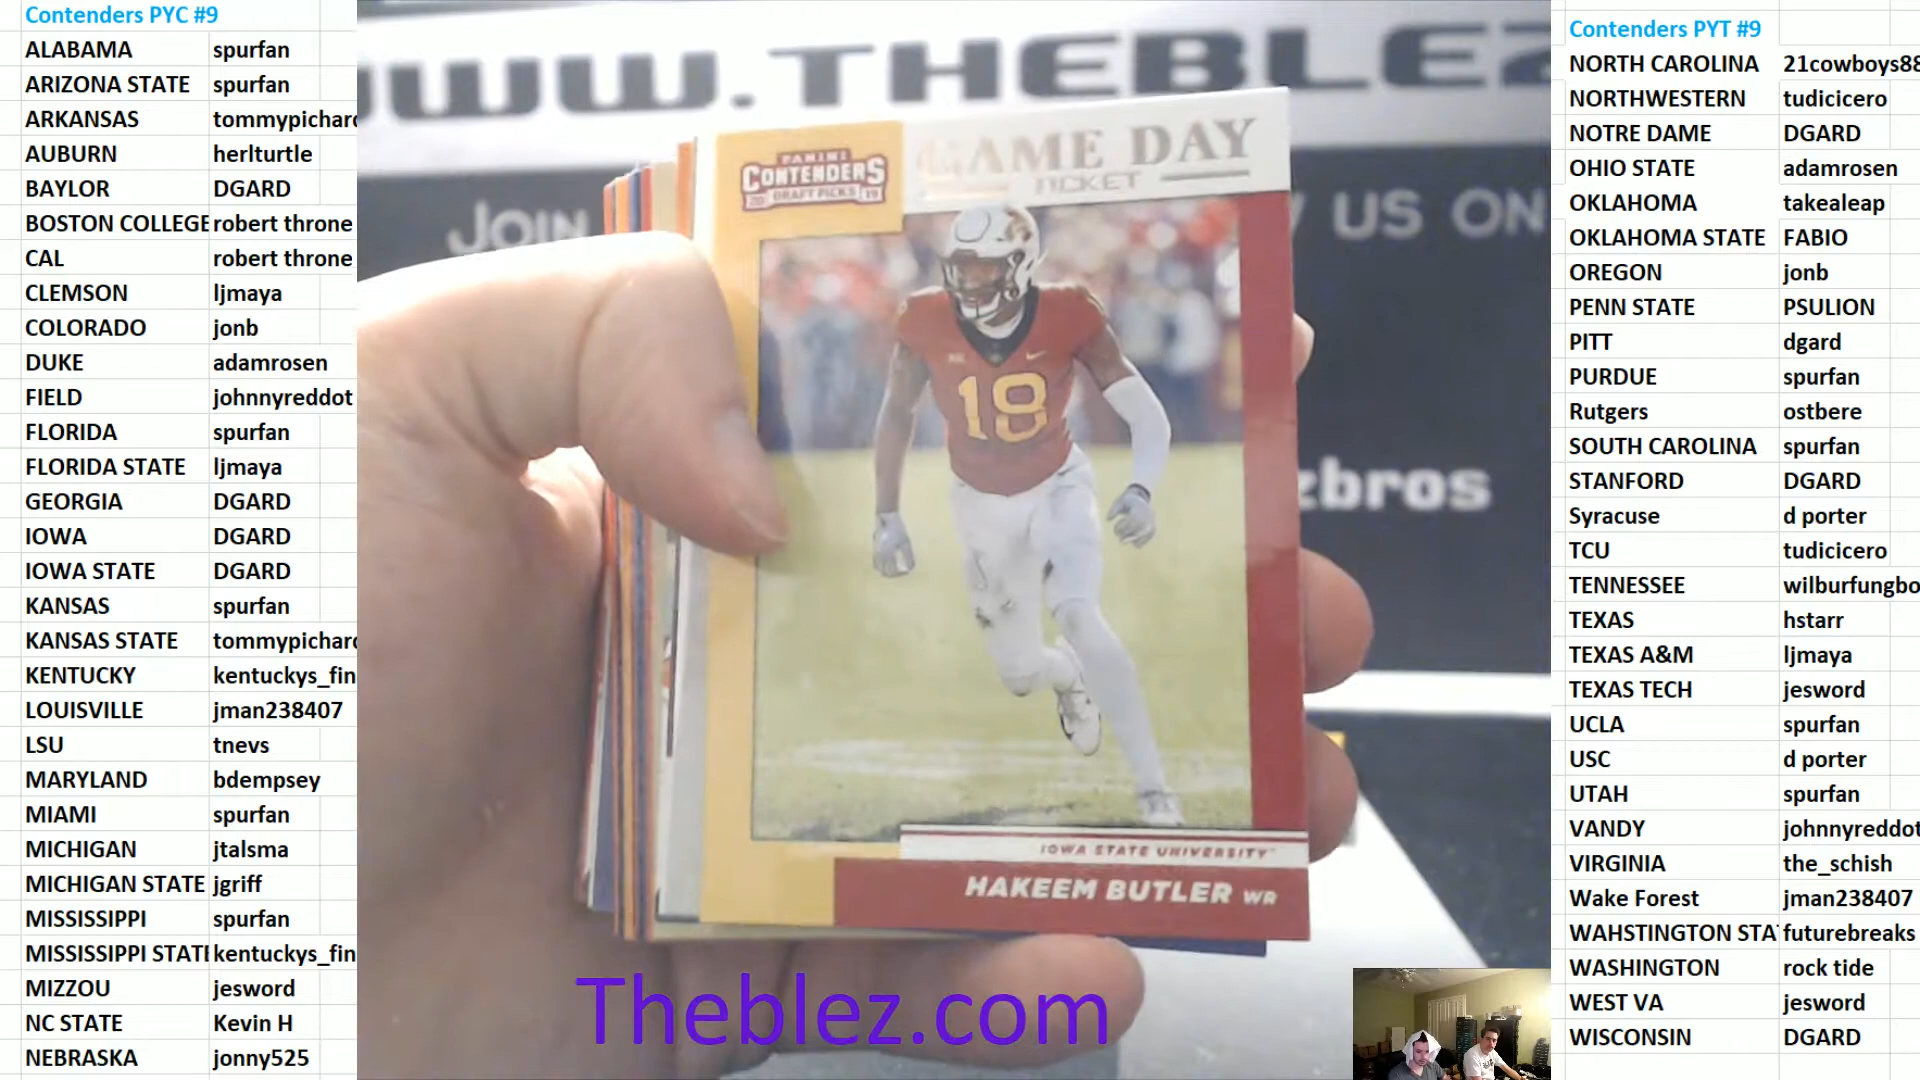 Contenders PYC #9
ALABAMA spurfan
ARIZONA STATE spurfan
ARKANSAS tommypichard
AUBURN herlturtle
BAYLOR DGARD
BOSTON COLLEGE robert throne
CAL robert throne
CLEMSON ljmaya
COLORADO jonb
DUKE adamrosen
FIELD johnnyreddot
FLORIDA spurfan
FLORIDA STATE ljmaya
GEORGIA DGARD
IOWA DGARD
IOWA STATE DGARD
KANSAS spurfan
KANSAS STATE tommypichard
KENTUCKY kentuckys_fin
LOUISVILLE jman238407
LSU tnevs
MARYLAND bdempsey
MIAMI spurfan
MICHIGAN jtalsma
MICHIGAN STATE jgriff
MISSISSIPPI spurfan
MISSISSIPPI STATE kentuckys_fin
MIZZOU jesword
NC STATE Kevin H
NEBRASKA jonny525
WWW.THEBLEZ
JOIN
US ON
zbros
PANINI
CONTENDERS
20 DRAFT PICKS 19
GAME DAY
TICKET
18
IOWA STATE UNIVERSITY™
HAKEEM BUTLER WR
Theblez.com
Contenders PYT #9
NORTH CAROLINA 21cowboys88
NORTHWESTERN tudicicero
NOTRE DAME DGARD
OHIO STATE adamrosen
OKLAHOMA takealeap
OKLAHOMA STATE FABIO
OREGON jonb
PENN STATE PSULION
PITT dgard
PURDUE spurfan
Rutgers ostbere
SOUTH CAROLINA spurfan
STANFORD DGARD
Syracuse d porter
TCU tudicicero
TENNESSEE wilburfungbo
TEXAS hstarr
TEXAS A&M ljmaya
TEXAS TECH jesword
UCLA spurfan
USC d porter
UTAH spurfan
VANDY johnnyreddot
VIRGINIA the_schish
Wake Forest jman238407
WAHSTINGTON STA futurebreaks
WASHINGTON rock tide
WEST VA jesword
WISCONSIN DGARD